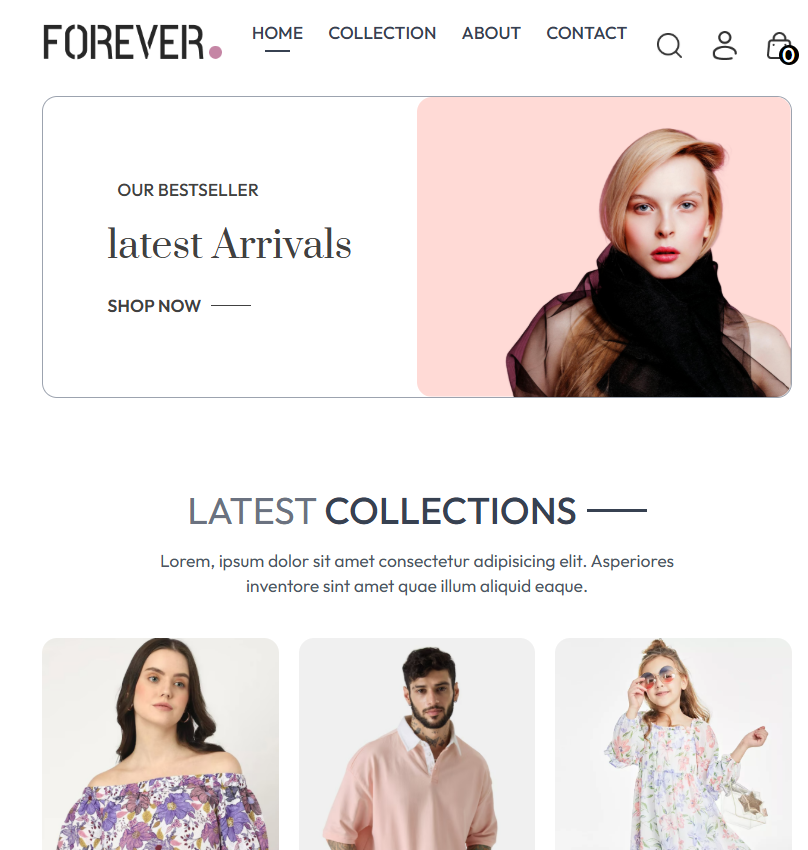 FOREVER.
HOME COLLECTION ABOUT CONTACT
0
OUR BESTSELLER
latest Arrivals
SHOP NOW
LATEST COLLECTIONS
Lorem, ipsum dolor sit amet consectetur adipisicing elit. Asperiores
inventore sint amet quae illum aliquid eaque.